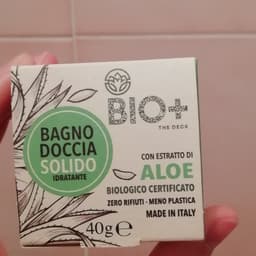 BIO+
THE DECK
BAGNO
DOCCIA
SOLIDO
IDRATANTE
CON ESTRATTO DI
ALOE
BIOLOGICO CERTIFICATO
ZERO RIFIUTI - MENO PLASTICA
MADE IN ITALY
40g e